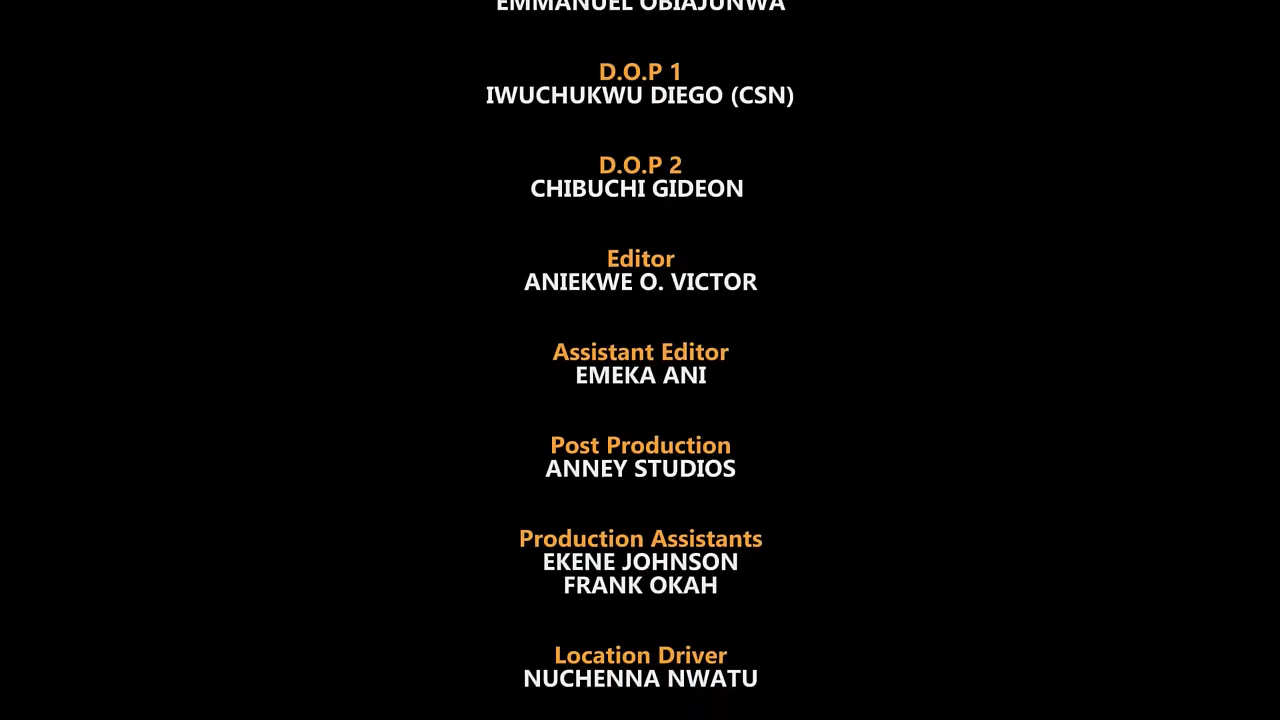 EMMANUEL OBIAJUNWA
D.O.P 1
IWUCHUKWU DIEGO (CSN)
D.O.P 2
CHIBUCHI GIDEON
Editor
ANIEKWE O. VICTOR
Assistant Editor
EMEKA ANI
Post Production
ANNEY STUDIOS
Production Assistants
EKENE JOHNSON
FRANK OKAH
Location Driver
NUCHENNA NWATU